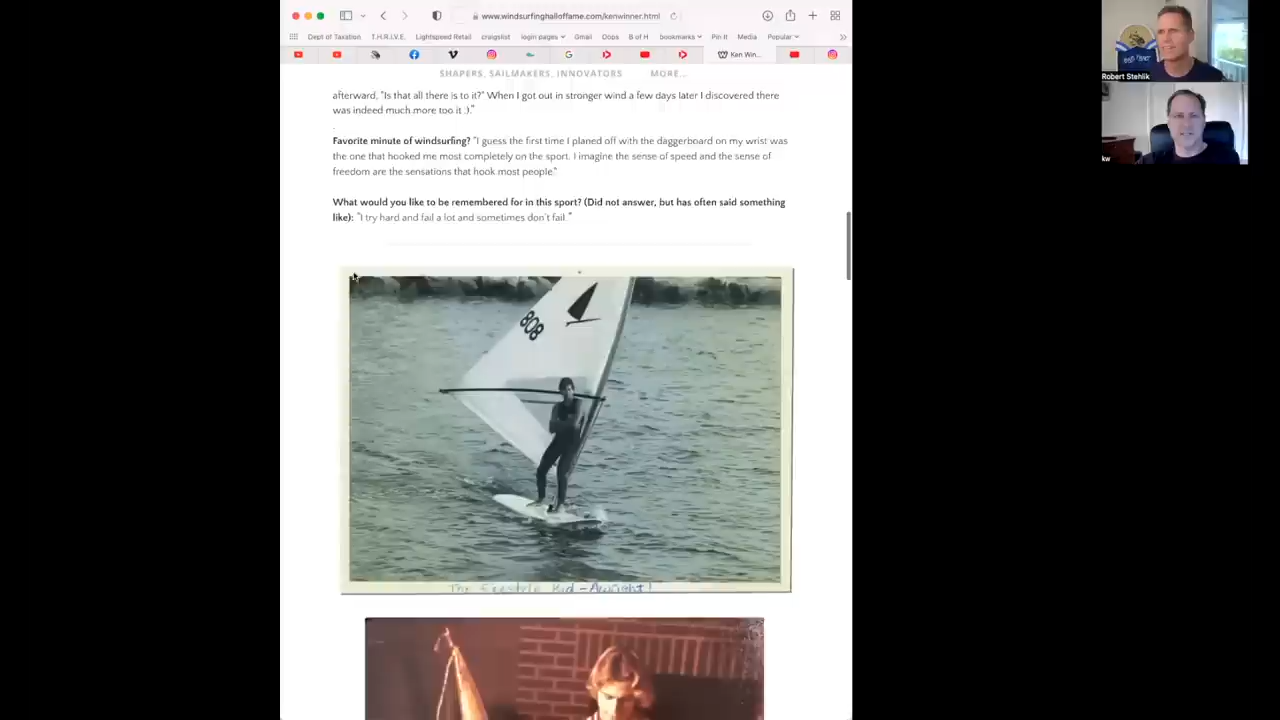 www.windsurfinghalloffame.com/kenwinner.html
Dept of Taxation T.H.R.I.V.E. Lightspeed Retail craigslist login pages Gmail Oops B of H bookmarks Pin It Media Popular
Ken Win...
SHAPERS, SAILMAKERS, INNOVATORS MORE...
afterward, "Is that all there is to it?" When I got out in stronger wind a few days later I discovered there
was indeed much more too it :)."
Favorite minute of windsurfing? "I guess the first time I planed off with the daggerboard on my wrist was
the one that hooked me most completely on the sport. I imagine the sense of speed and the sense of
freedom are the sensations that hook most people."
What would you like to be remembered for in this sport? (Did not answer, but has often said something
like): "I try hard and fail a lot and sometimes don't fail."
808
The Freestyle Kid - Alright!
Robert Stehlik
kw